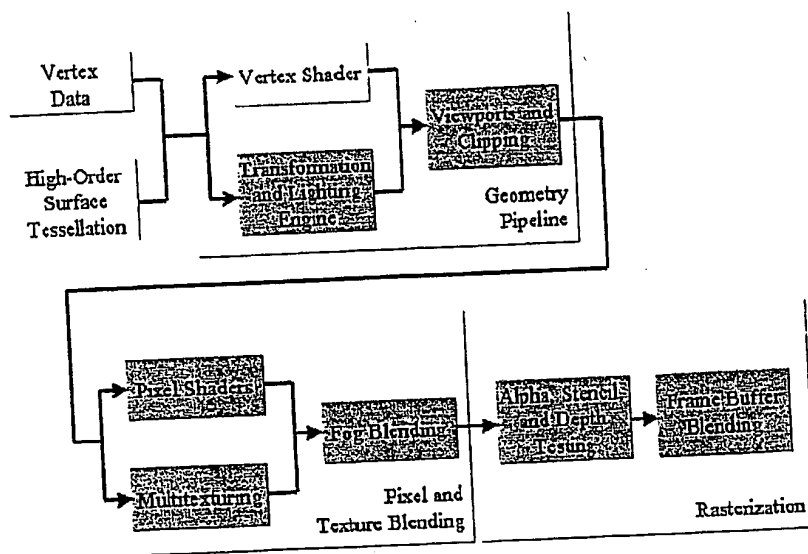 Vertex
Data
High-Order
Surface
Tessellation
Vertex Shader
Transformation
and Lighting
Engine
Viewports and
Clipping
Geometry
Pipeline
Pixel Shaders
Multitexturing
Fog Blending
Pixel and
Texture Blending
Alpha, Stencil
and Depth
Testing
Frame Buffer
Blending
Rasterization